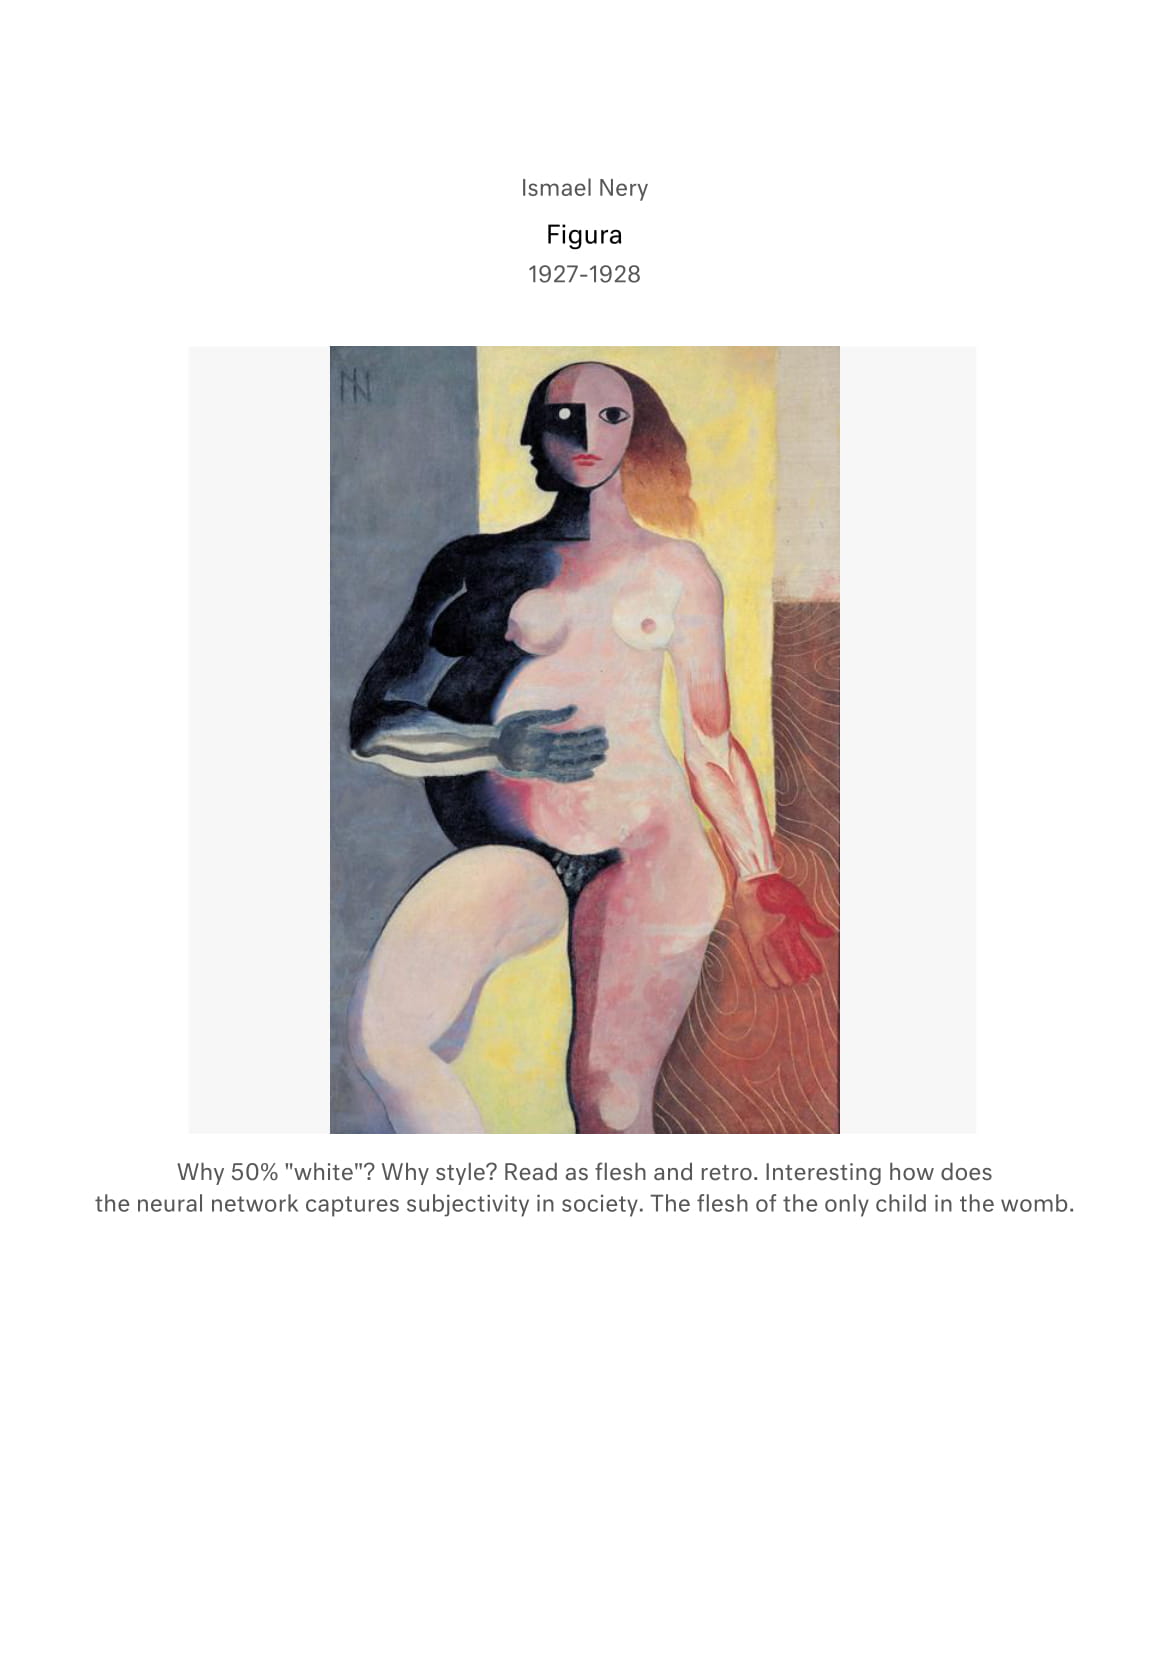 Ismael Nery
Figura
1927-1928
IN
Why 50% "white"? Why style? Read as flesh and retro. Interesting how does
the neural network captures subjectivity in society. The flesh of the only child in the womb.